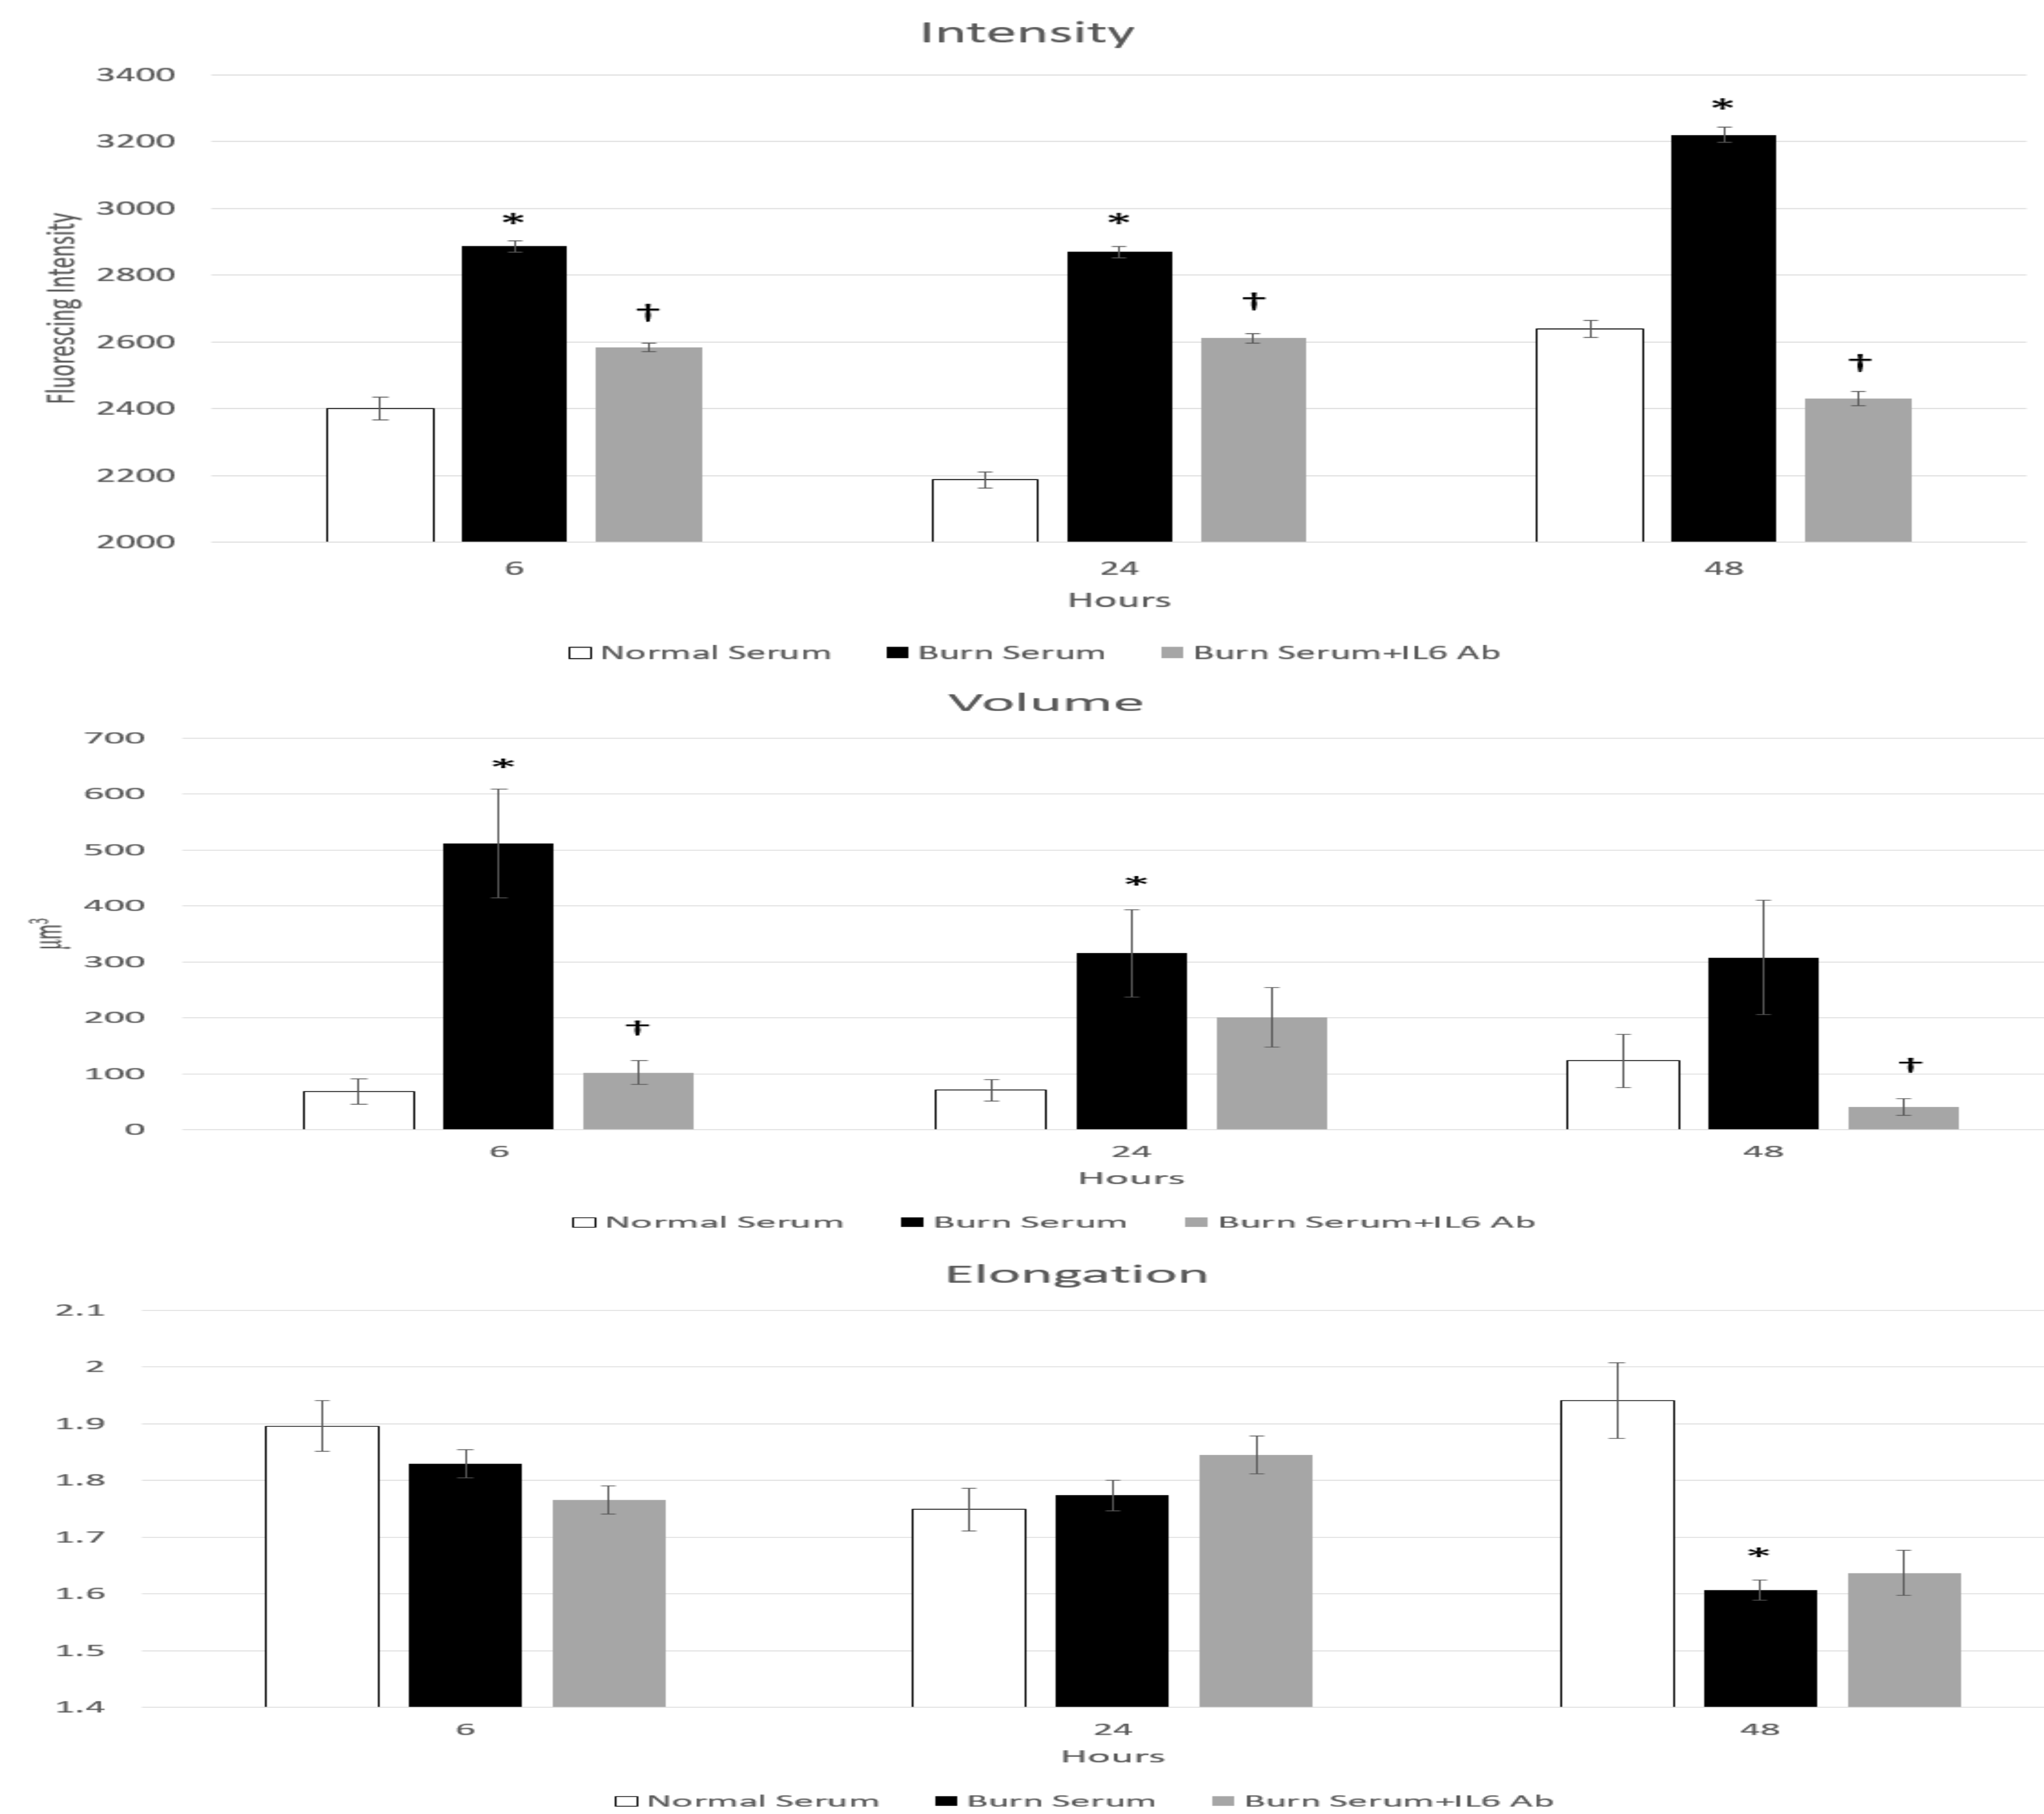 Intensity
3400
3200
3000
2800
2600
2400
2200
2000
Fluorescing Intensity
*
†
*
†
*
†
6 24 48
Hours
Normal Serum Burn Serum Burn Serum+IL6 Ab
Volume
700
600
500
400
300
200
100
0
µm³
*
†
*
†
6 24 48
Hours
Normal Serum Burn Serum Burn Serum+IL6 Ab
Elongation
2.1
2
1.9
1.8
1.7
1.6
1.5
1.4
*
6 24 48
Hours
Normal Serum Burn Serum Burn Serum+IL6 Ab